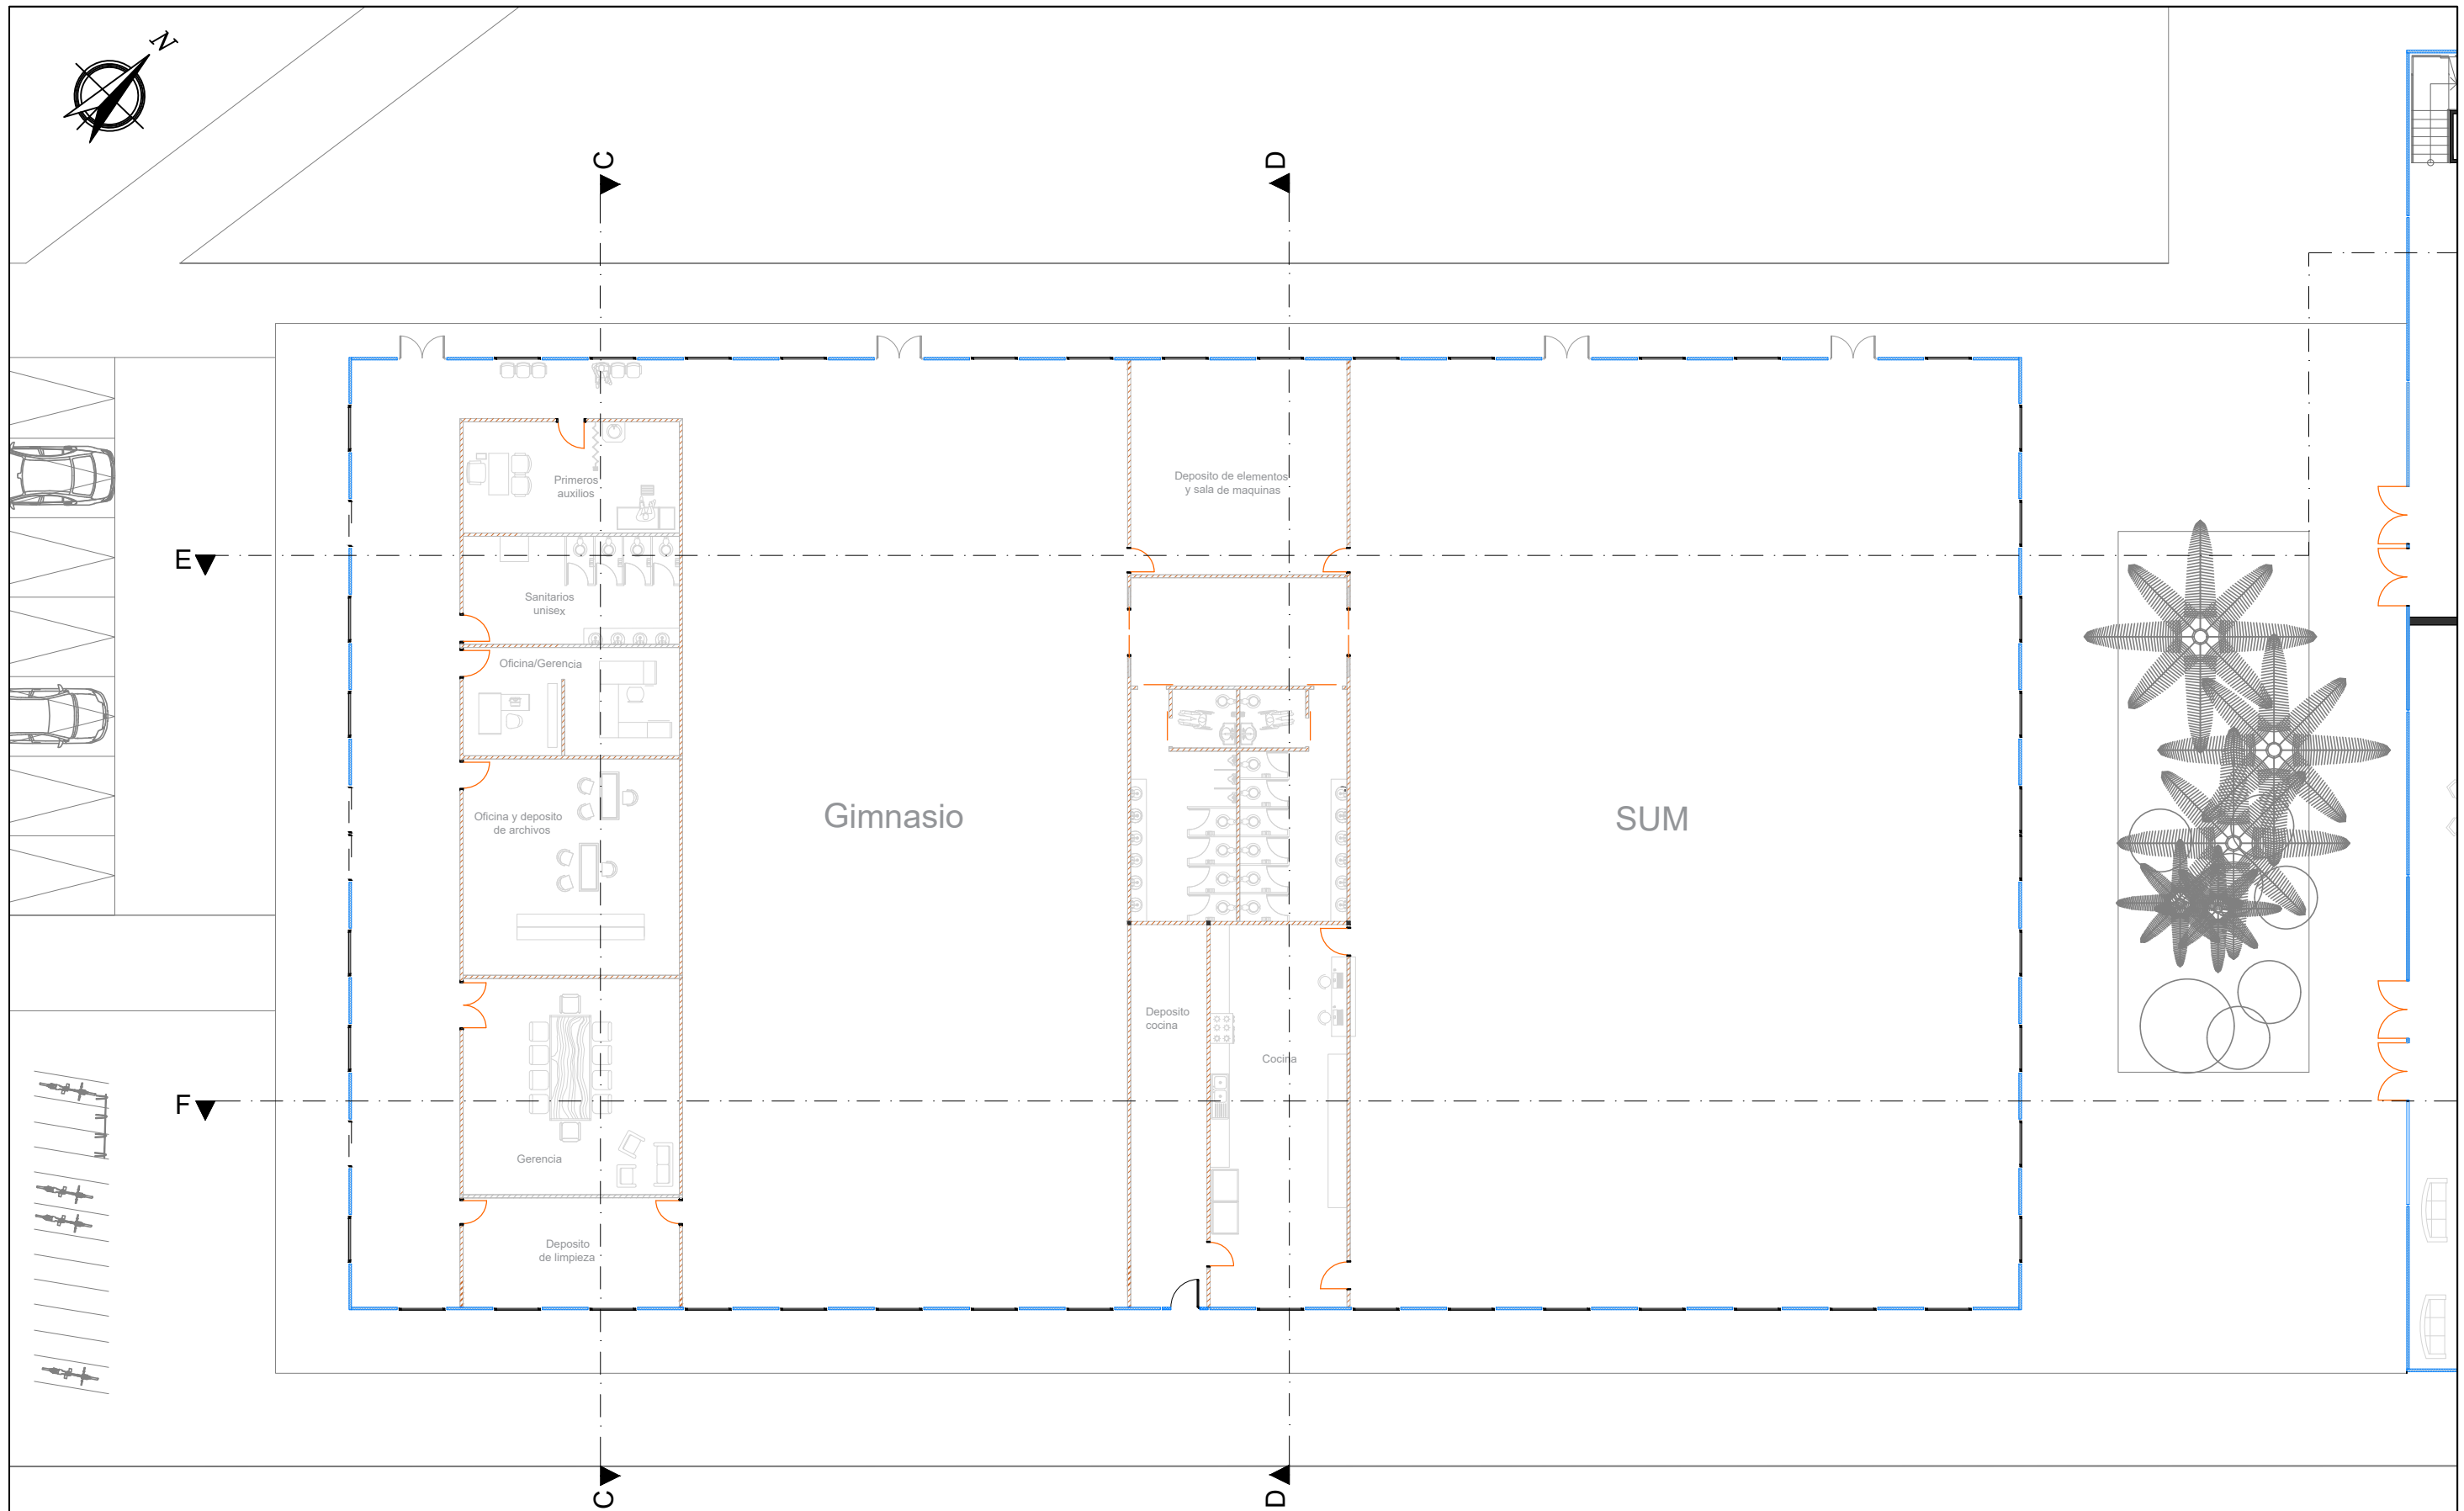 N
C
D
Primeros
auxilios
Deposito de elementos
y sala de maquinas
E
Sanitarios
unisex
Oficina/Gerencia
Oficina y deposito
de archivos
Gimnasio
SUM
Deposito
cocina
Cocina
F
Gerencia
Deposito
de limpieza
C
D